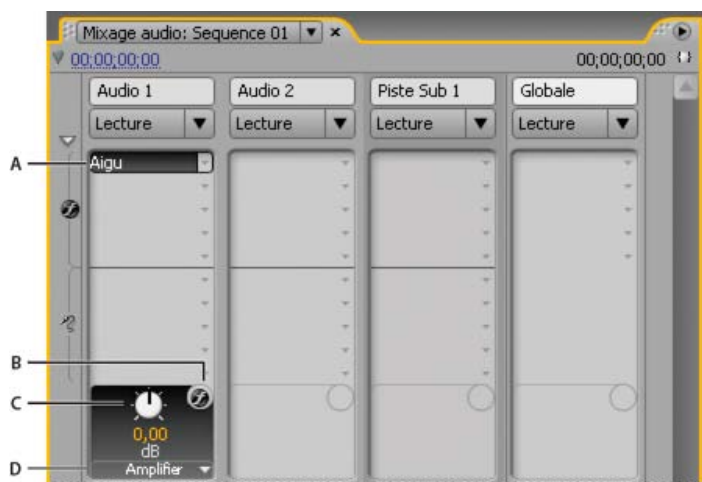 Mixage audio: Sequence 01
00;00;00;00
00;00;00;00
Audio 1
Audio 2
Piste Sub 1
Globale
Lecture
Lecture
Lecture
Lecture
A
Aigu
B
C
0,00
dB
D
Amplifier